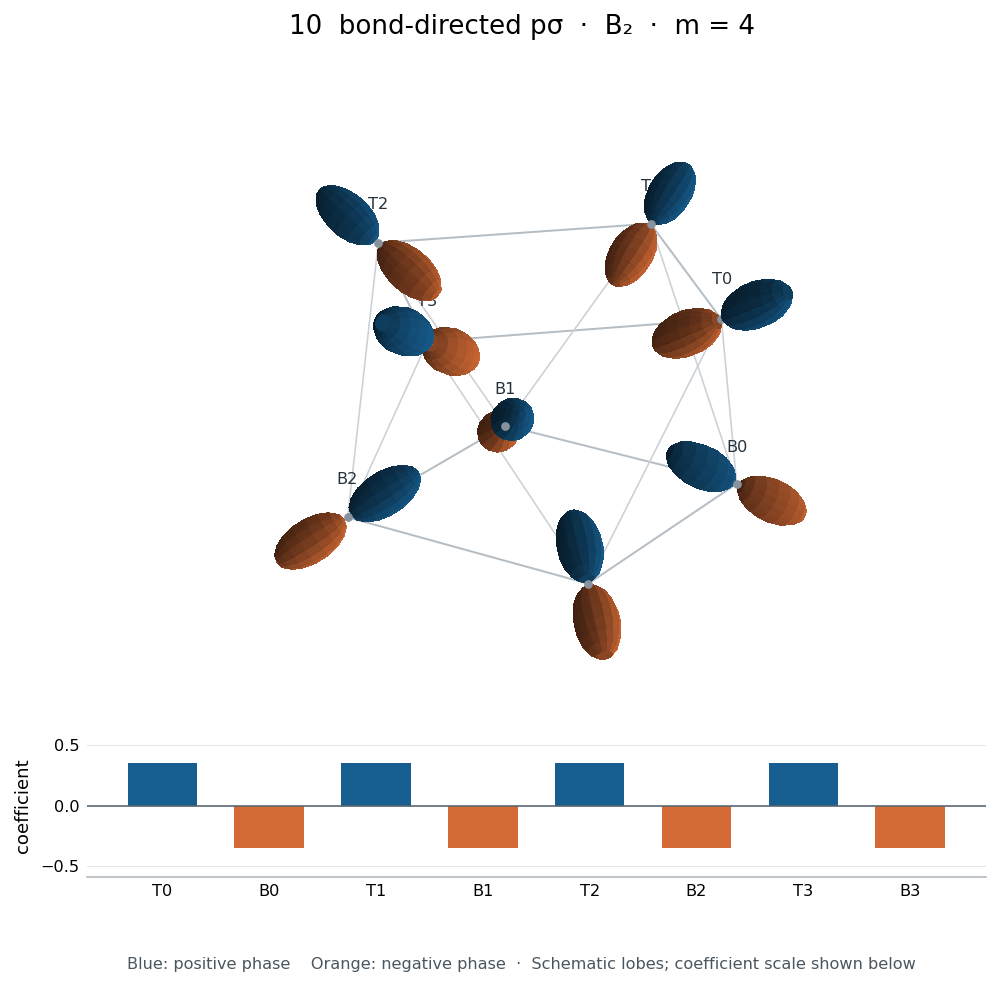 10 bond-directed pσ · B₂ · m = 4
T2
T0
B1
B0
B2
0.5
0.0
−0.5
coefficient
T0 B0 T1 B1 T2 B2 T3 B3
Blue: positive phase Orange: negative phase · Schematic lobes; coefficient scale shown below